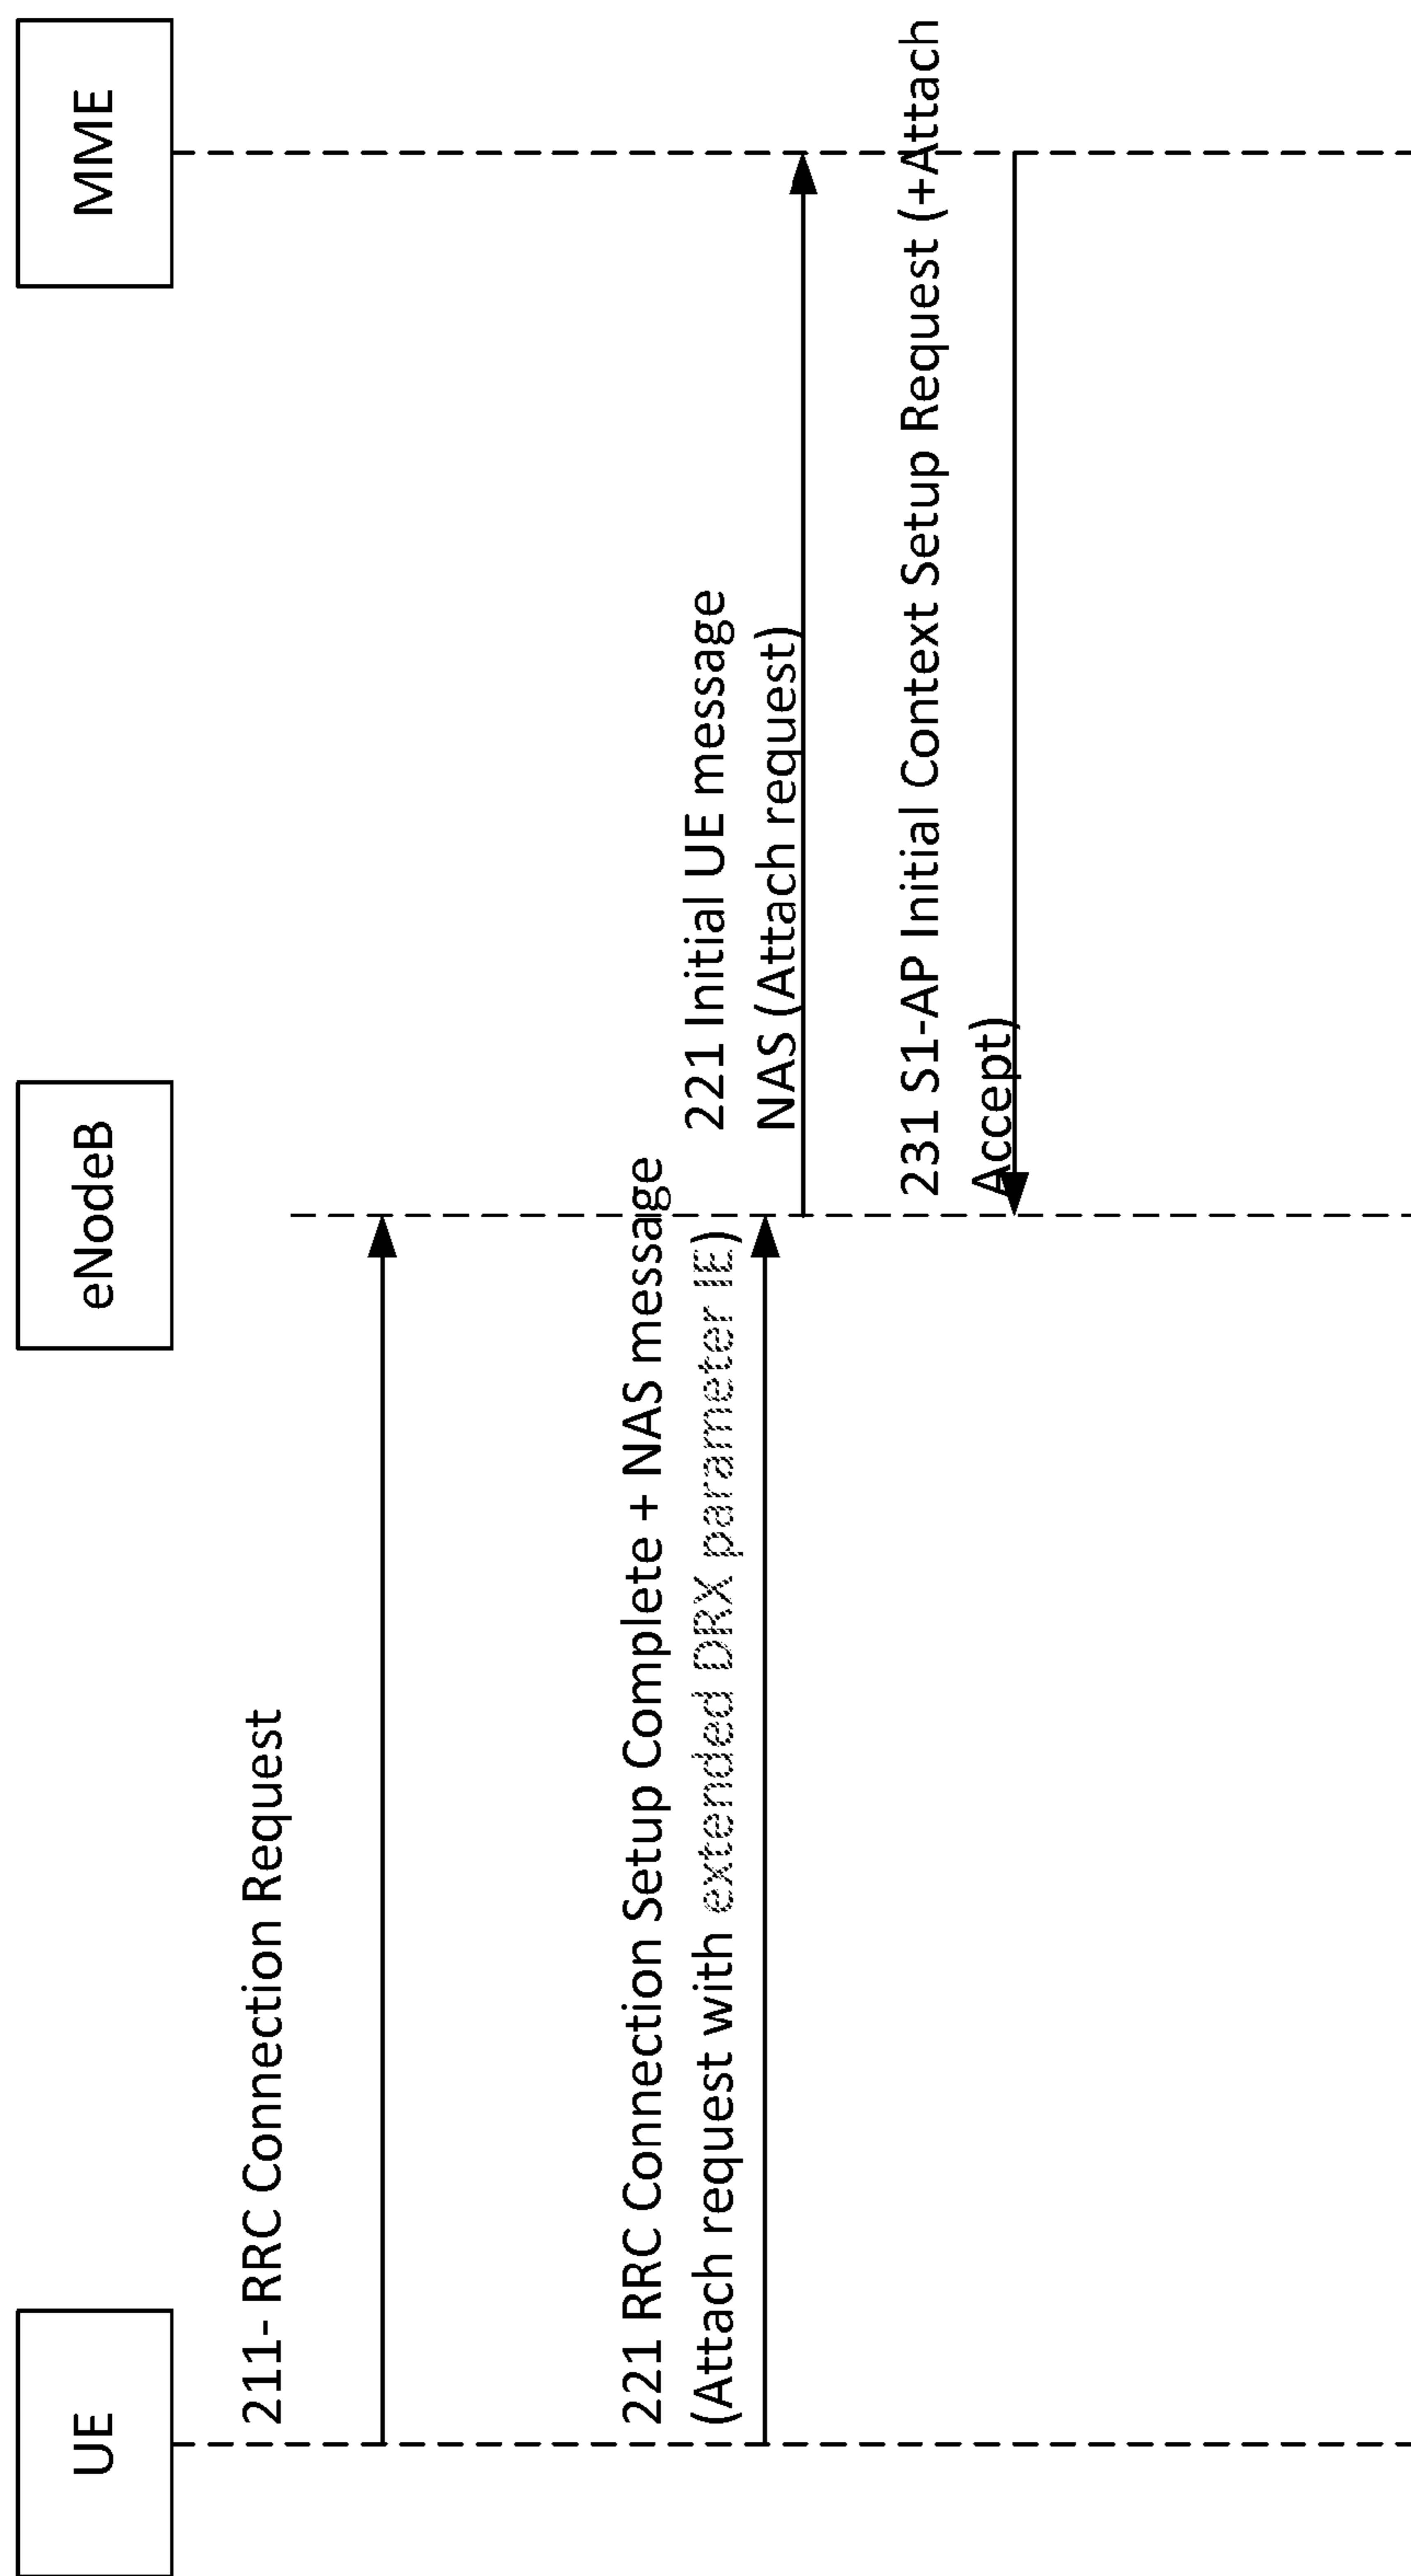 UE
eNodeB
MME
211- RRC Connection Request
221 RRC Connection Setup Complete + NAS message
(Attach request with extended DRX parameter IE)
221 Initial UE message
NAS (Attach request)
231 S1-AP Initial Context Setup Request (+Attach
Accept)